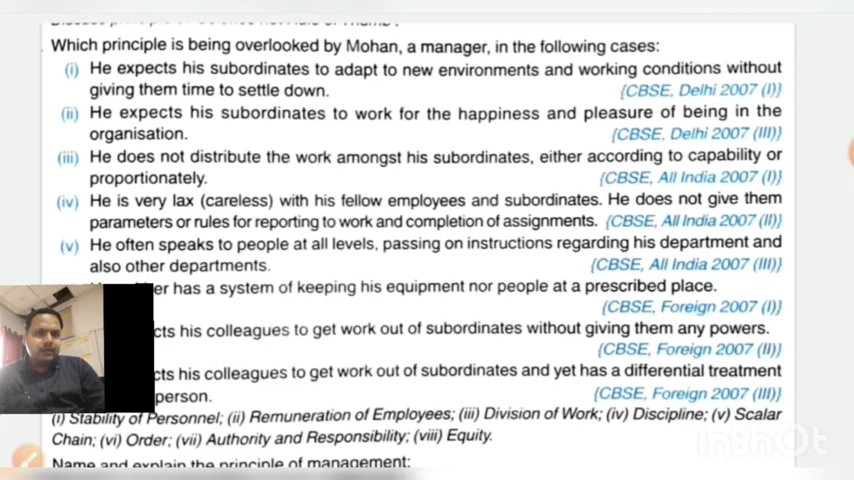 Which principle is being overlooked by Mohan, a manager, in the following cases:
(i) He expects his subordinates to adapt to new environments and working conditions without
giving them time to settle down. {CBSE, Delhi 2007 (I)}
(ii) He expects his subordinates to work for the happiness and pleasure of being in the
organisation. {CBSE, Delhi 2007 (III)}
(iii) He does not distribute the work amongst his subordinates, either according to capability or
proportionately. {CBSE, All India 2007 (I)}
(iv) He is very lax (careless) with his fellow employees and subordinates. He does not give them
parameters or rules for reporting to work and completion of assignments. {CBSE, All India 2007 (II)}
(v) He often speaks to people at all levels, passing on instructions regarding his department and
also other departments. {CBSE, All India 2007 (III)}
has a system of keeping his equipment nor people at a prescribed place.
{CBSE, Foreign 2007 (I)}
his colleagues to get work out of subordinates without giving them any powers.
{CBSE, Foreign 2007 (II)}
his colleagues to get work out of subordinates and yet has a differential treatment
person. {CBSE, Foreign 2007 (III)}
(i) Stability of Personnel; (ii) Remuneration of Employees; (iii) Division of Work; (iv) Discipline; (v) Scalar
Chain; (vi) Order; (vii) Authority and Responsibility; (viii) Equity.
Name and explain the principle of management:
InShOt